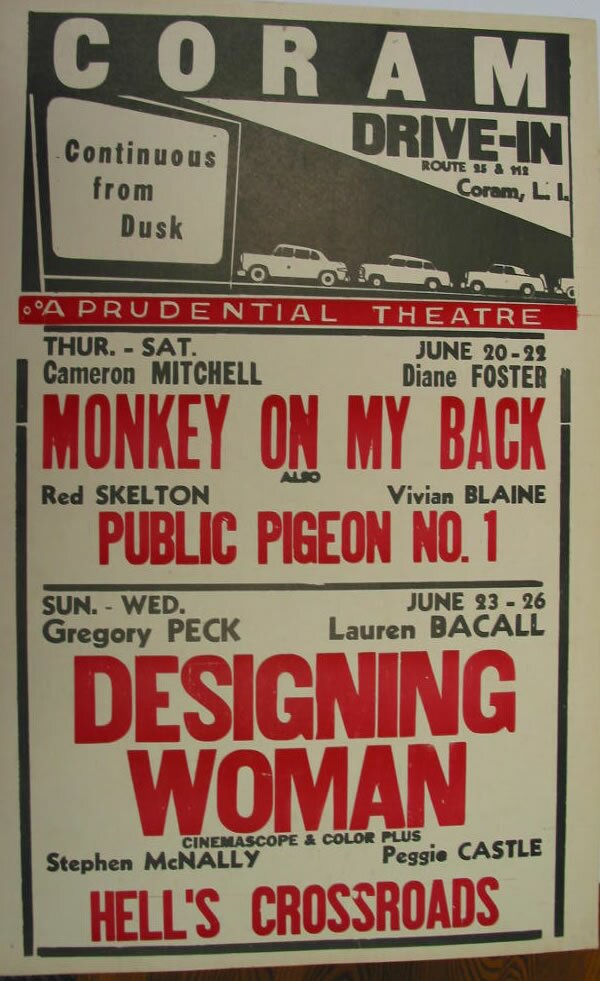 CORAM
DRIVE-IN
ROUTE 25 & 112
Coram, L. I.
Continuous
from
Dusk
A PRUDENTIAL THEATRE
THUR. - SAT. JUNE 20-22
Cameron MITCHELL Diane FOSTER
MONKEY ON MY BACK
ALSO
Red SKELTON Vivian BLAINE
PUBLIC PIGEON NO. 1
SUN. - WED. JUNE 23 - 26
Gregory PECK Lauren BACALL
DESIGNING
WOMAN
CINEMASCOPE & COLOR PLUS
Stephen McNALLY Peggie CASTLE
HELL'S CROSSROADS